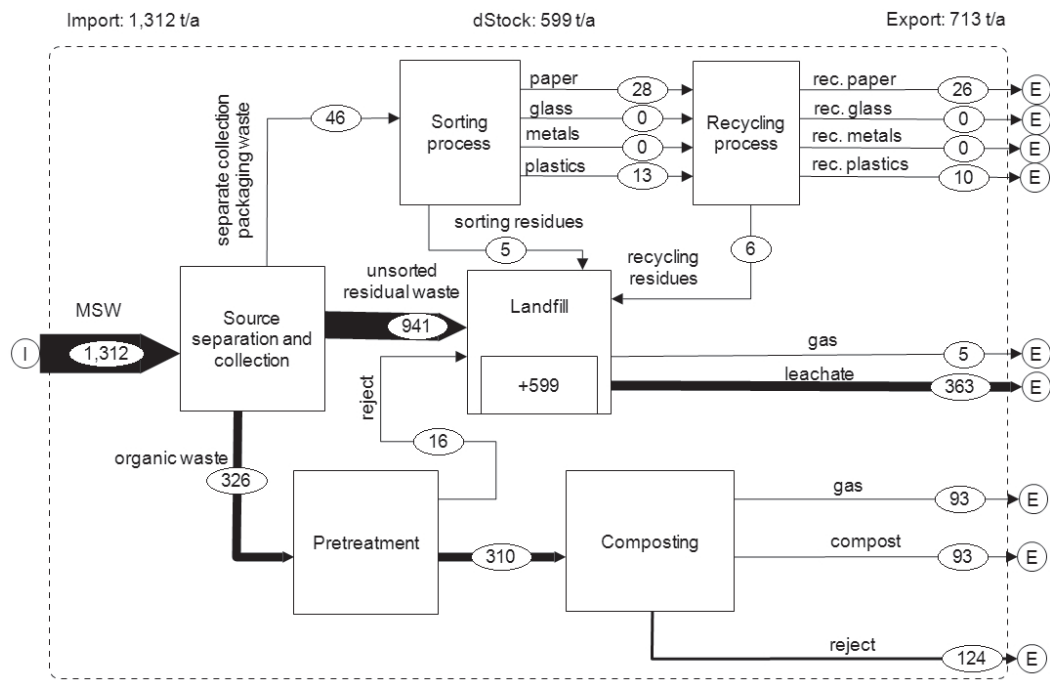 Import: 1,312 t/a
dStock: 599 t/a
Export: 713 t/a
separate collection
packaging waste
46
Sorting
process
paper
28
glass
0
metals
0
plastics
13
Recycling
process
rec. paper
26
E
rec. glass
0
E
rec. metals
0
E
rec. plastics
10
E
sorting residues
5
recycling
residues
6
MSW
I
1,312
Source
separation and
collection
unsorted
residual waste
941
Landfill
+599
gas
5
E
leachate
363
E
reject
16
organic waste
326
Pretreatment
310
Composting
gas
93
E
compost
93
E
reject
124
E